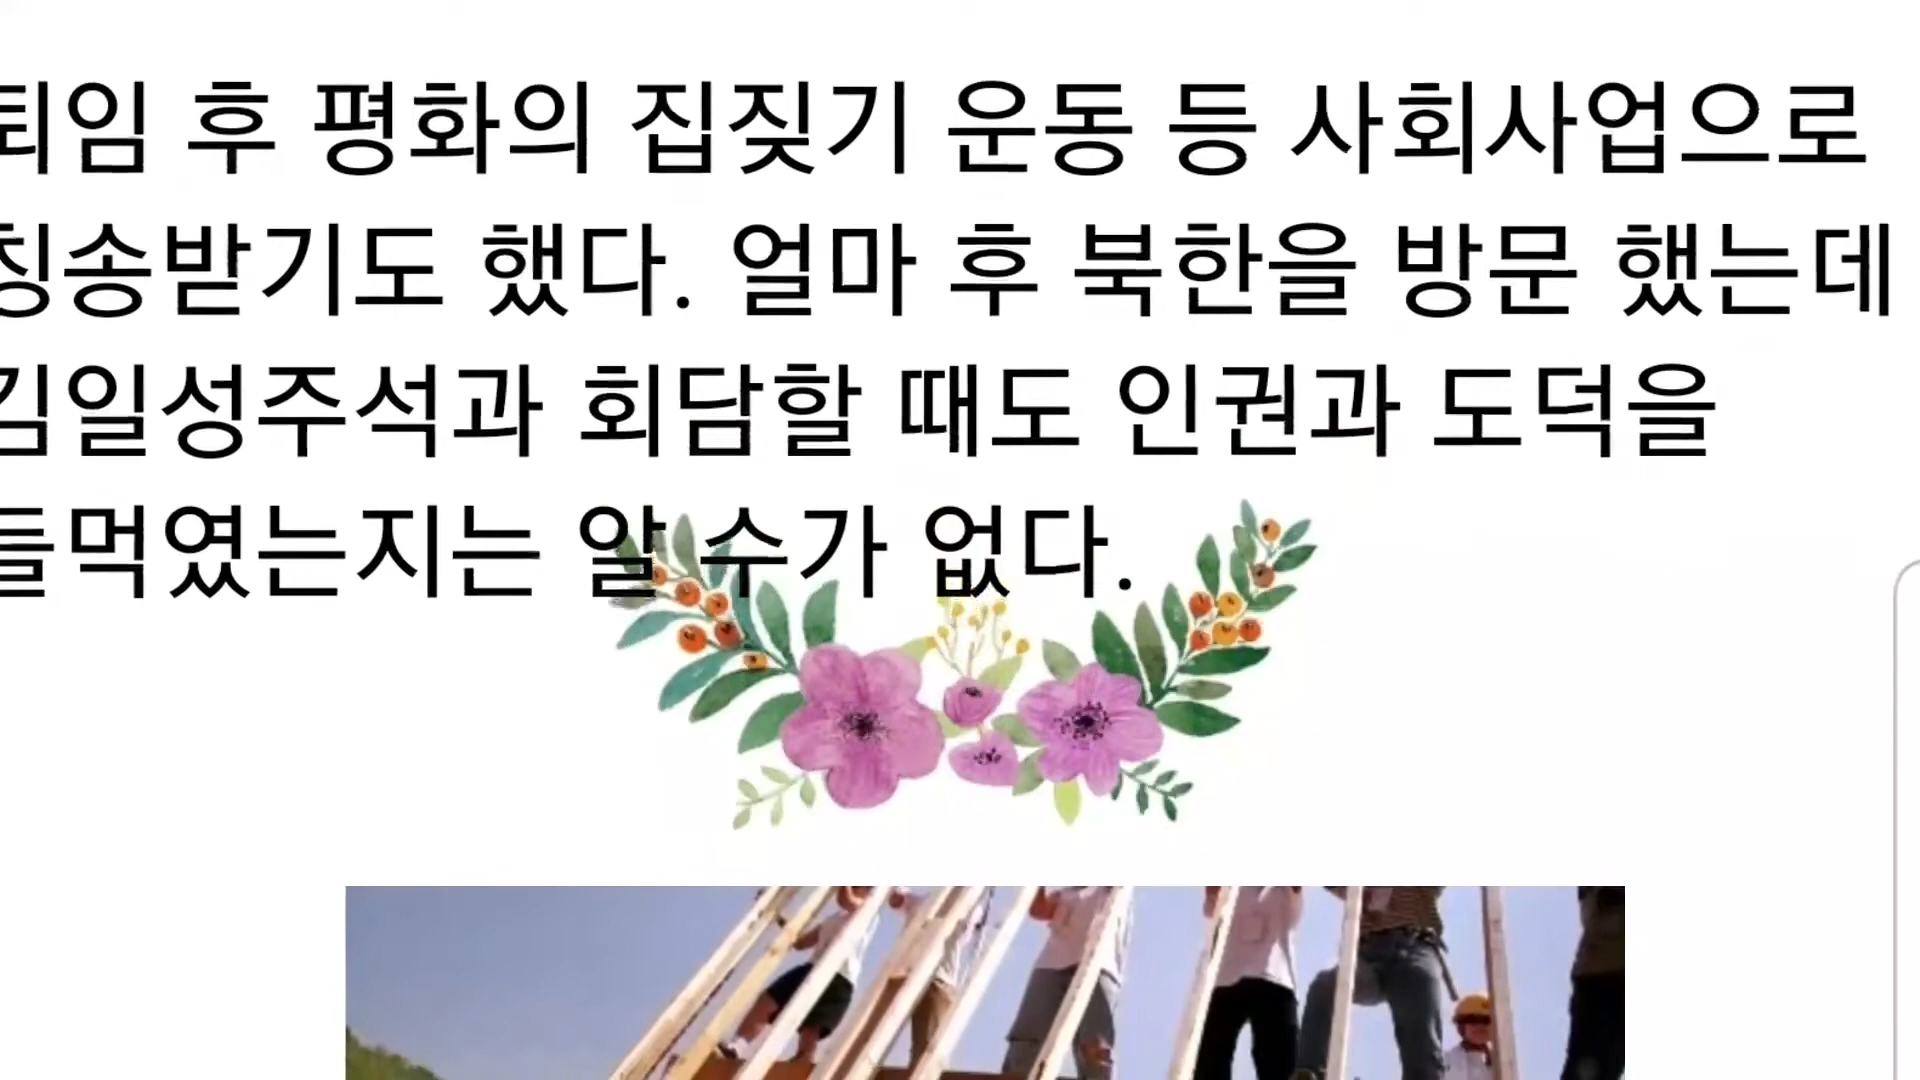 퇴임 후 평화의 집짖기 운동 등 사회사업으로
칭송받기도 했다. 얼마 후 북한을 방문 했는데
김일성주석과 회담할 때도 인권과 도덕을
들먹였는지는 알 수가 없다.